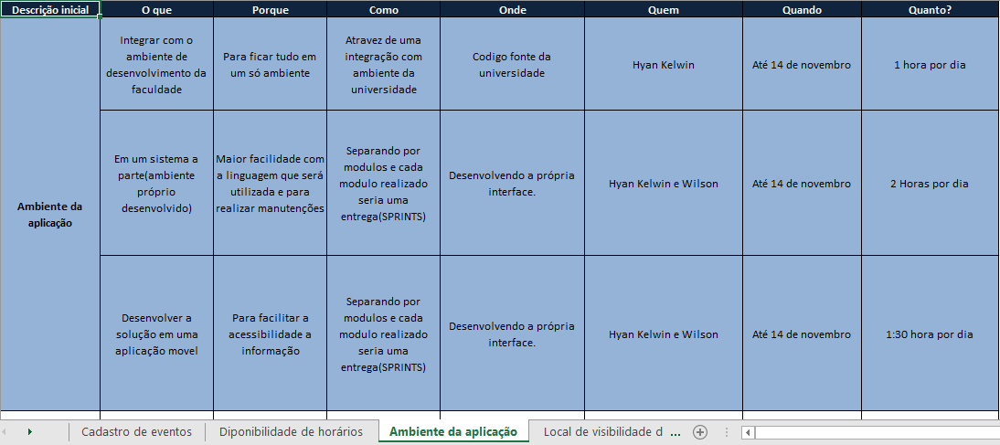 Descrição inicial
O que
Porque
Como
Onde
Quem
Quando
Quanto?
Ambiente da
aplicação
Integrar com o
ambiente de
desenvolvimento da
faculdade
Para ficar tudo em
um só ambiente
Atravez de uma
integração com
ambiente da
universidade
Codigo fonte da
universidade
Hyan Kelwin
Até 14 de novembro
1 hora por dia
Em um sistema a
parte(ambiente
próprio
desenvolvido)
Maior facilidade com
a linguagem que será
utilizada e para
realizar manutenções
Separando por
modulos e cada
modulo realizado
seria uma
entrega(SPRINTS)
Desenvolvendo a própria
interface.
Hyan Kelwin e Wilson
Até 14 de novembro
2 Horas por dia
Desenvolver a
solução em uma
aplicação movel
Para facilitar a
acessibilidade a
informação
Separando por
modulos e cada
modulo realizado
seria uma
entrega(SPRINTS)
Desenvolvendo a própria
interface.
Hyan Kelwin e Wilson
Até 14 de novembro
1:30 hora por dia
Cadastro de eventos
Diponibilidade de horários
Ambiente da aplicação
Local de visibilidade d ...